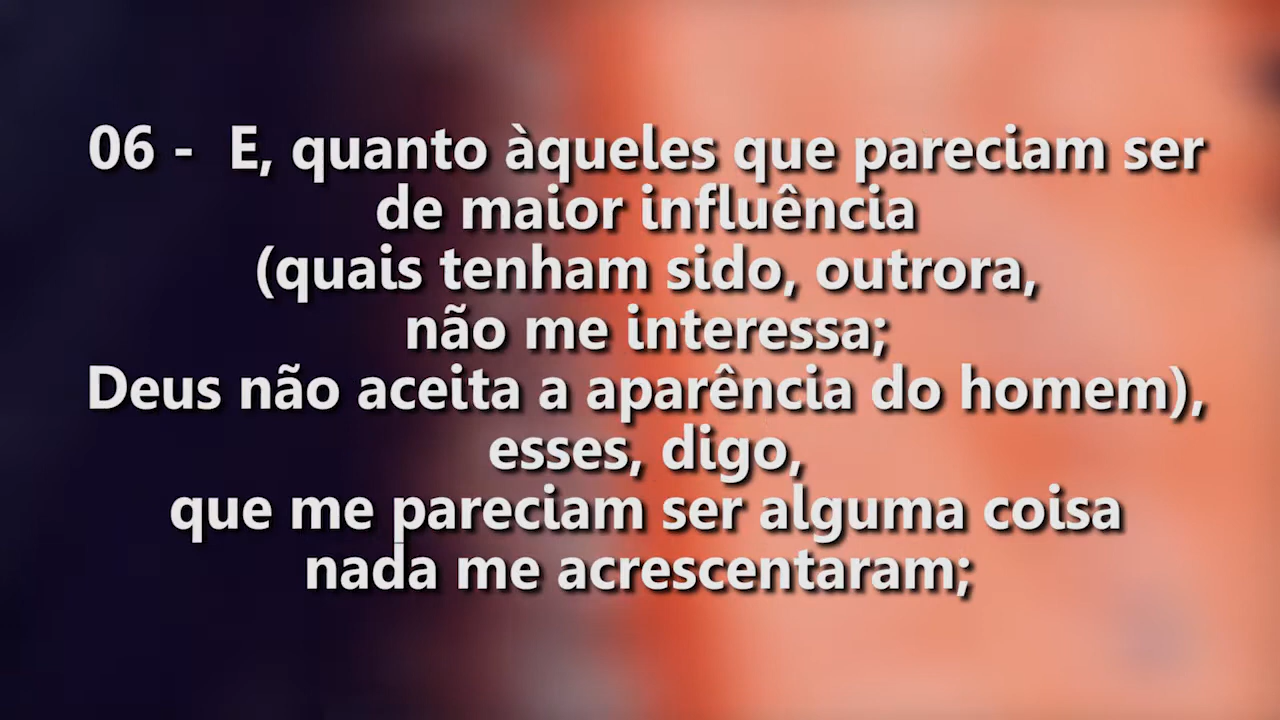 06 -  E, quanto àqueles que pareciam ser
de maior influência
(quais tenham sido, outrora,
não me interessa;
Deus não aceita a aparência do homem),
esses, digo,
que me pareciam ser alguma coisa
nada me acrescentaram;